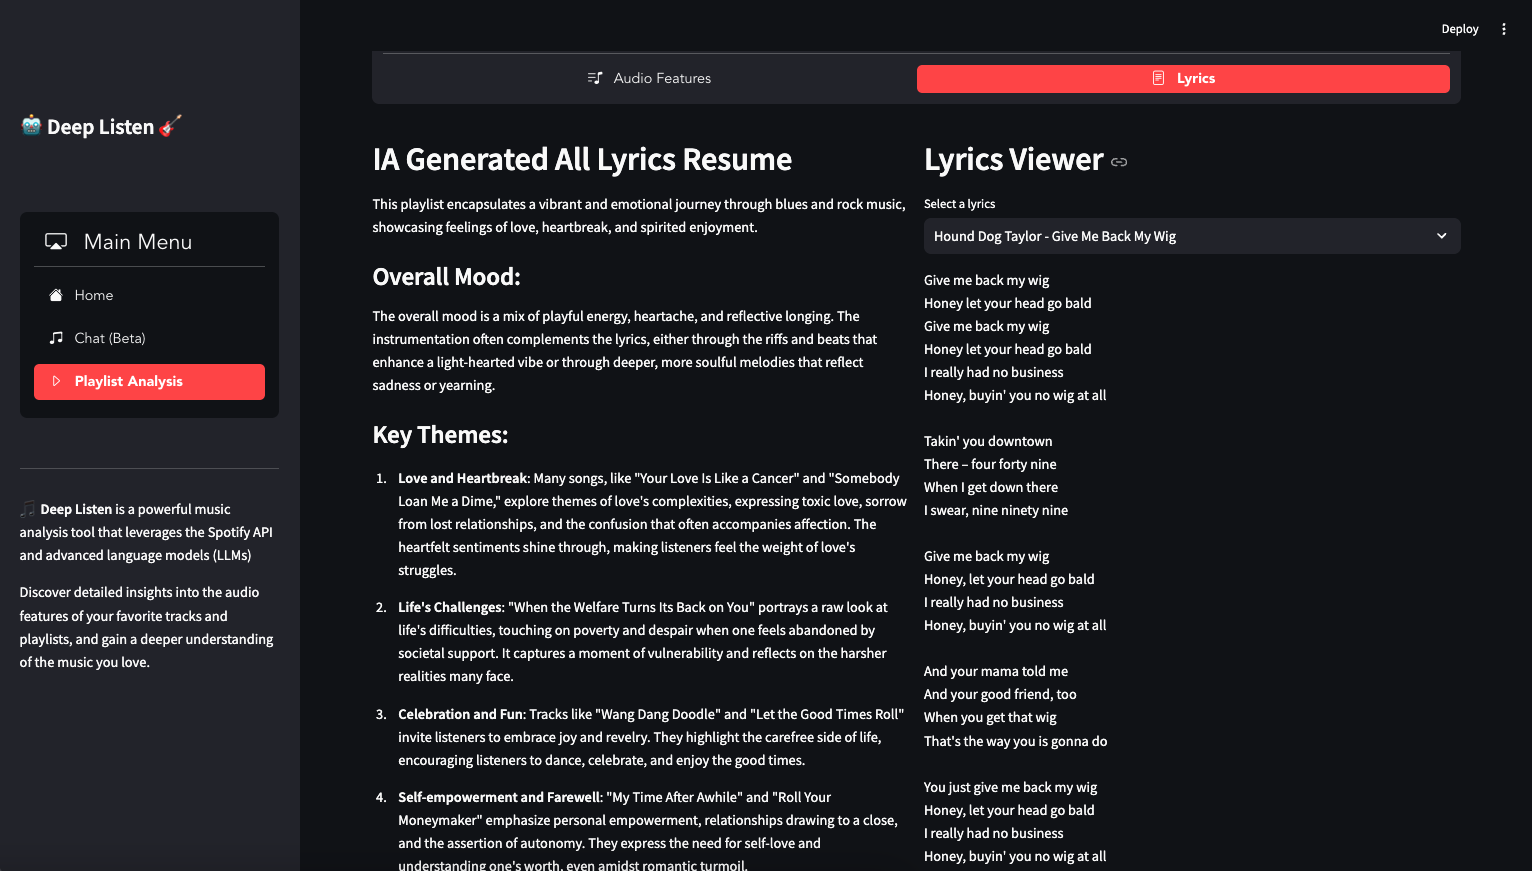 Deploy
Deep Listen
Main Menu
Home
Chat (Beta)
Playlist Analysis
Deep Listen is a powerful music
analysis tool that leverages the Spotify API
and advanced language models (LLMs)
Discover detailed insights into the audio
features of your favorite tracks and
playlists, and gain a deeper understanding
of the music you love.
Audio Features
Lyrics
IA Generated All Lyrics Resume
This playlist encapsulates a vibrant and emotional journey through blues and rock music,
showcasing feelings of love, heartbreak, and spirited enjoyment.
Overall Mood:
The overall mood is a mix of playful energy, heartache, and reflective longing. The
instrumentation often complements the lyrics, either through the riffs and beats that
enhance a light-hearted vibe or through deeper, more soulful melodies that reflect
sadness or yearning.
Key Themes:
1. Love and Heartbreak: Many songs, like "Your Love Is Like a Cancer" and "Somebody
Loan Me a Dime," explore themes of love's complexities, expressing toxic love, sorrow
from lost relationships, and the confusion that often accompanies affection. The
heartfelt sentiments shine through, making listeners feel the weight of love's
struggles.
2. Life's Challenges: "When the Welfare Turns Its Back on You" portrays a raw look at
life's difficulties, touching on poverty and despair when one feels abandoned by
societal support. It captures a moment of vulnerability and reflects on the harsher
realities many face.
3. Celebration and Fun: Tracks like "Wang Dang Doodle" and "Let the Good Times Roll"
invite listeners to embrace joy and revelry. They highlight the carefree side of life,
encouraging listeners to dance, celebrate, and enjoy the good times.
4. Self-empowerment and Farewell: "My Time After Awhile" and "Roll Your
Moneymaker" emphasize personal empowerment, relationships drawing to a close,
and the assertion of autonomy. They express the need for self-love and
understanding one's worth, even amidst romantic turmoil.
Lyrics Viewer
Select a lyrics
Hound Dog Taylor - Give Me Back My Wig
Give me back my wig
Honey let your head go bald
Give me back my wig
Honey let your head go bald
I really had no business
Honey, buyin' you no wig at all
Takin' you downtown
There – four forty nine
When I get down there
I swear, nine ninety nine
Give me back my wig
Honey, let your head go bald
I really had no business
Honey, buyin' you no wig at all
And your mama told me
And your good friend, too
When you get that wig
That's the way you is gonna do
You just give me back my wig
Honey, let your head go bald
I really had no business
Honey, buyin' you no wig at all